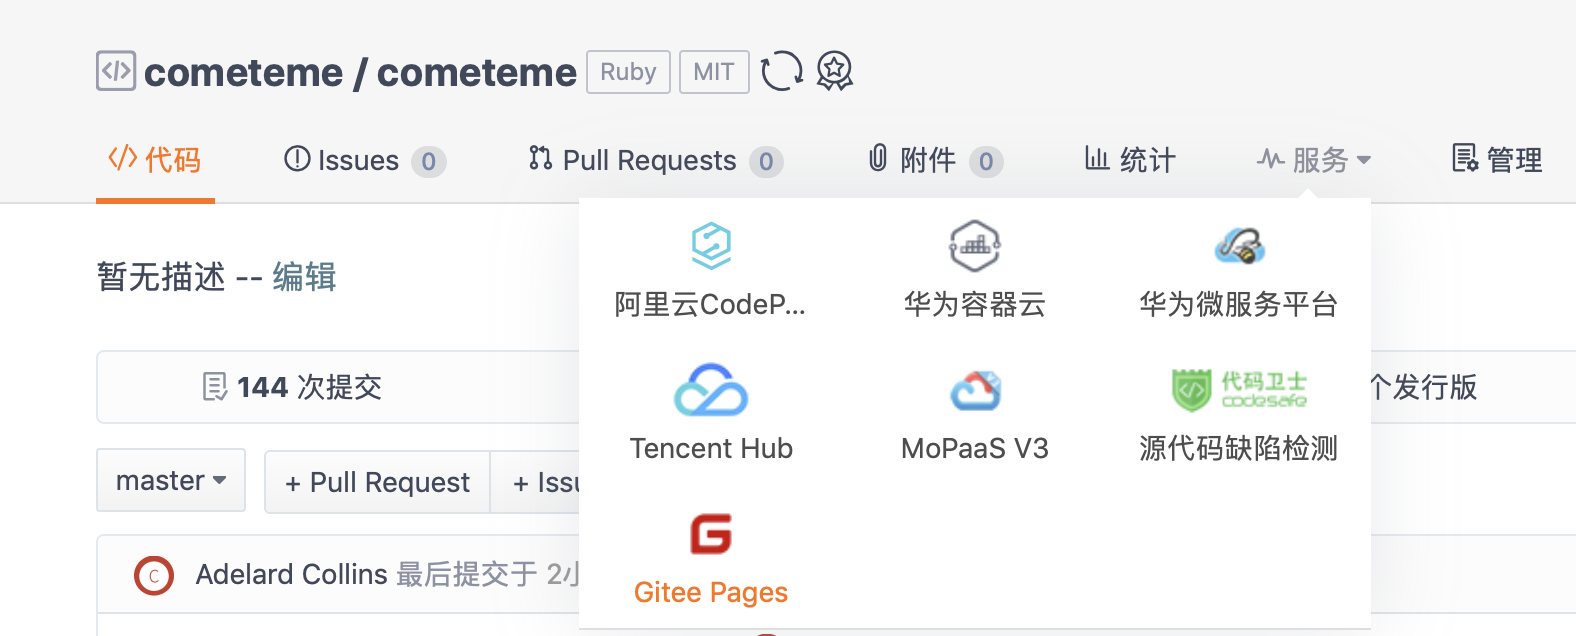 cometeme / cometeme Ruby MIT
代码 Issues 0 Pull Requests 0 附件 0 统计 服务 管理
暂无描述 -- 编辑
阿里云CodeP... 华为容器云 华为微服务平台
144 次提交 个发行版
代码卫士
codesafe
Tencent Hub MoPaaS V3 源代码缺陷检测
master + Pull Request + Issu
Gitee Pages
C Adelard Collins 最后提交于 2小